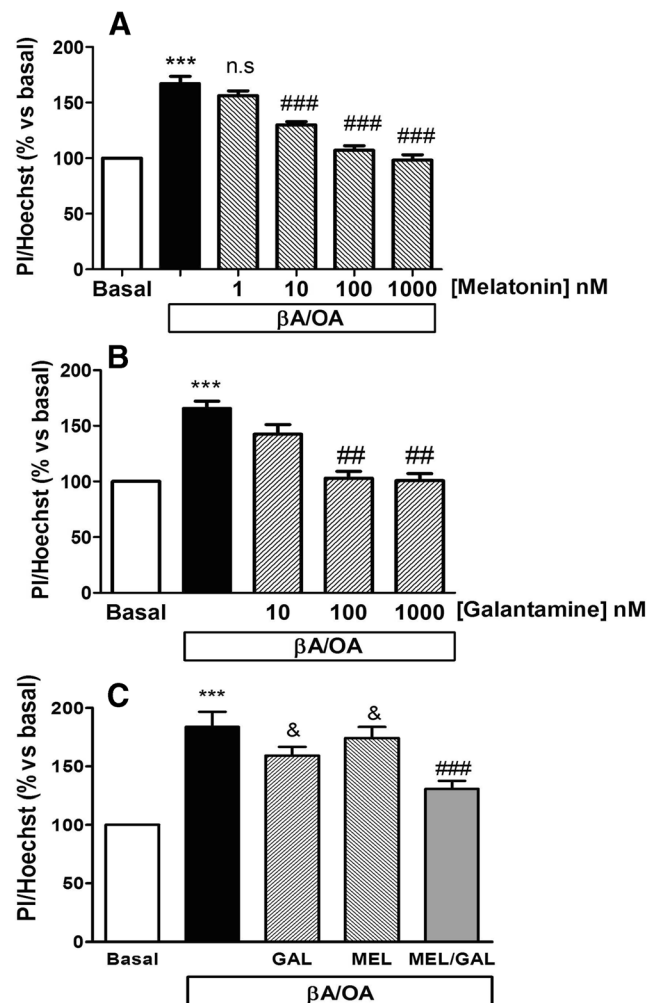 A
PI/Hoechst (% vs basal)
200
150
100
50
0
***
n.s
###
###
###
Basal
1
10
100
1000
[Melatonin] nM
βA/OA
B
PI/Hoechst (% vs basal)
200
150
100
50
0
***
##
##
Basal
10
100
1000
[Galantamine] nM
βA/OA
C
PI/Hoechst (% vs basal)
200
150
100
50
0
***
&
&
###
Basal
GAL
MEL
MEL/GAL
βA/OA